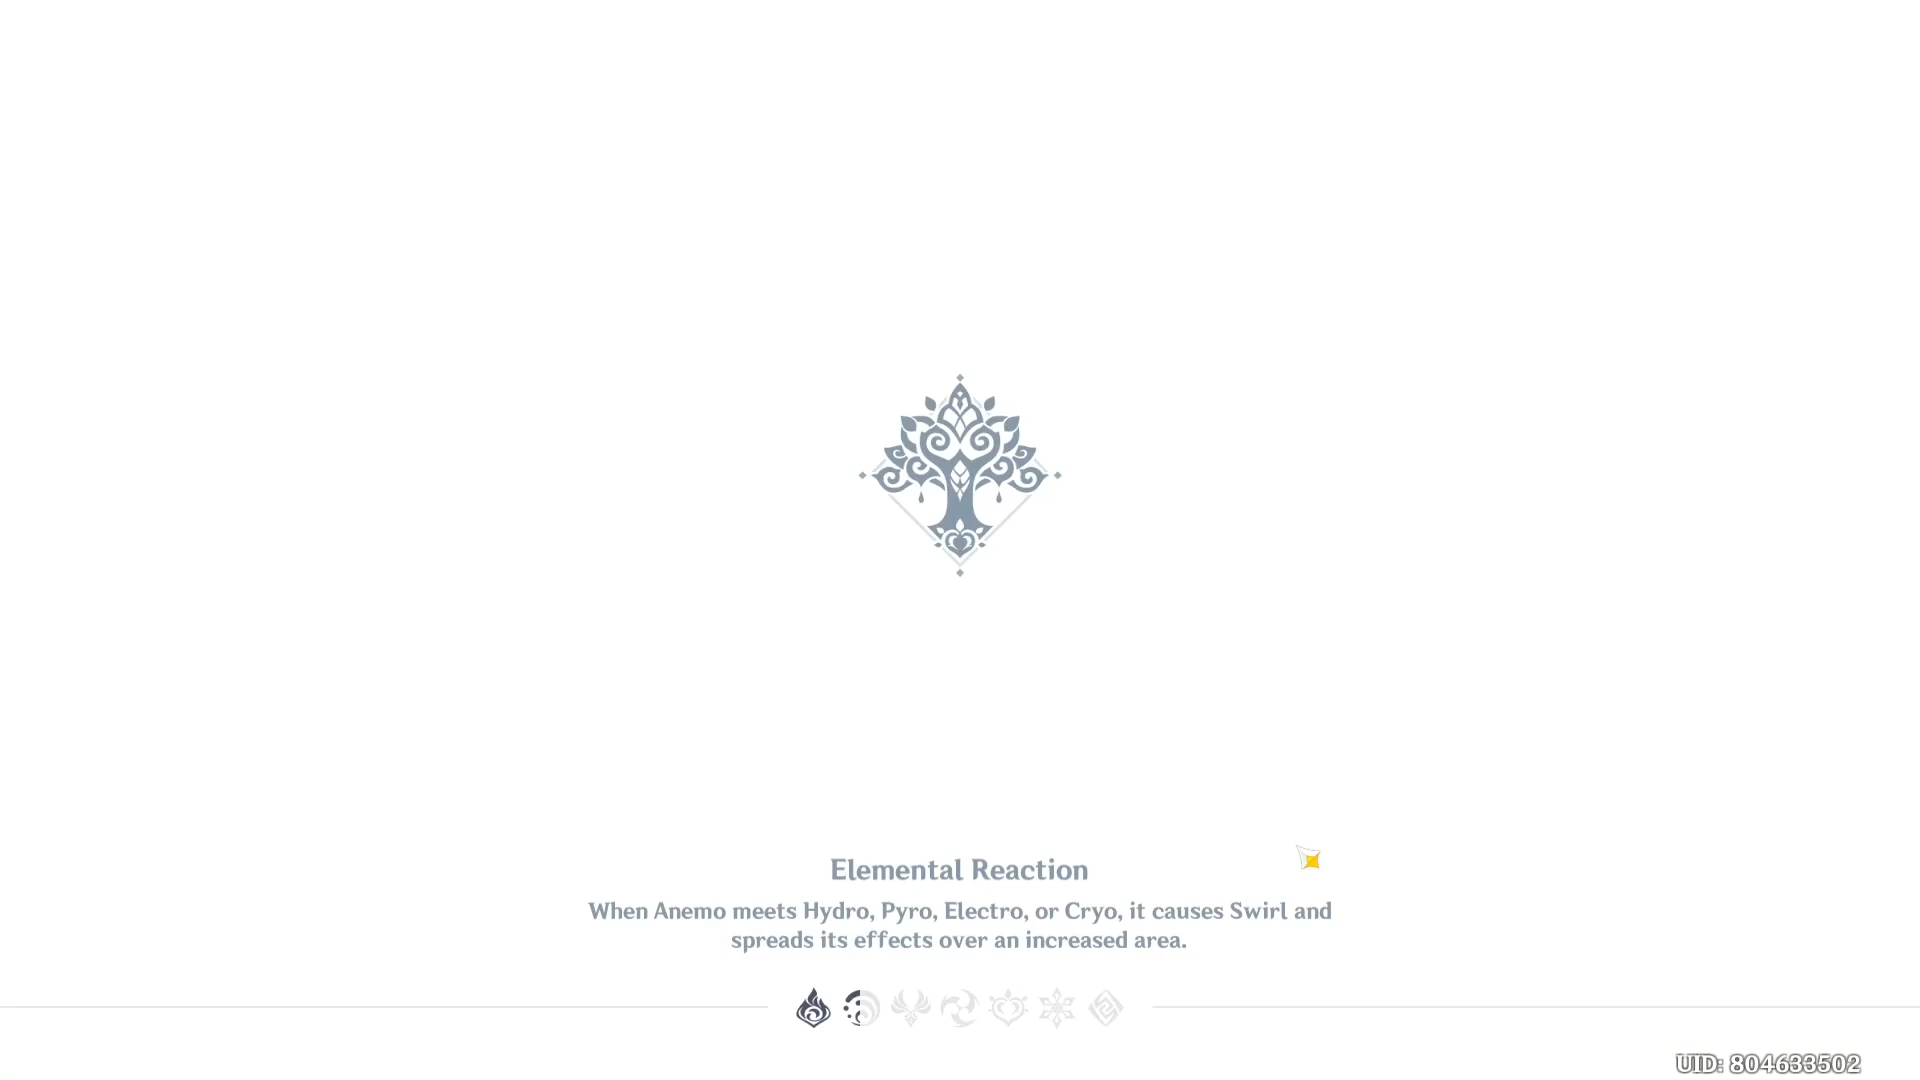 Elemental Reaction
When Anemo meets Hydro, Pyro, Electro, or Cryo, it causes Swirl and
spreads its effects over an increased area.
UID: 804633502